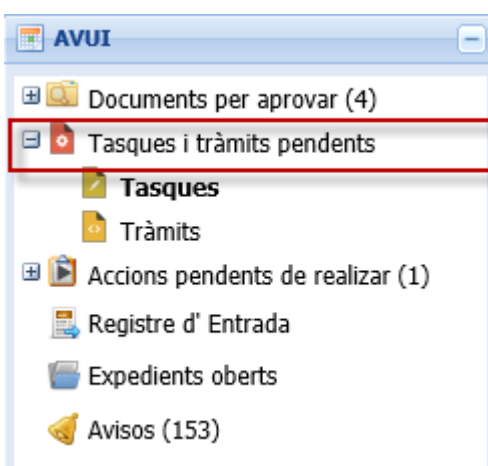 AVUI
Documents per aprovar (4)
Tasques i tràmits pendents
Tasques
Tràmits
Accions pendents de realizar (1)
Registre d' Entrada
Expedients oberts
Avisos (153)